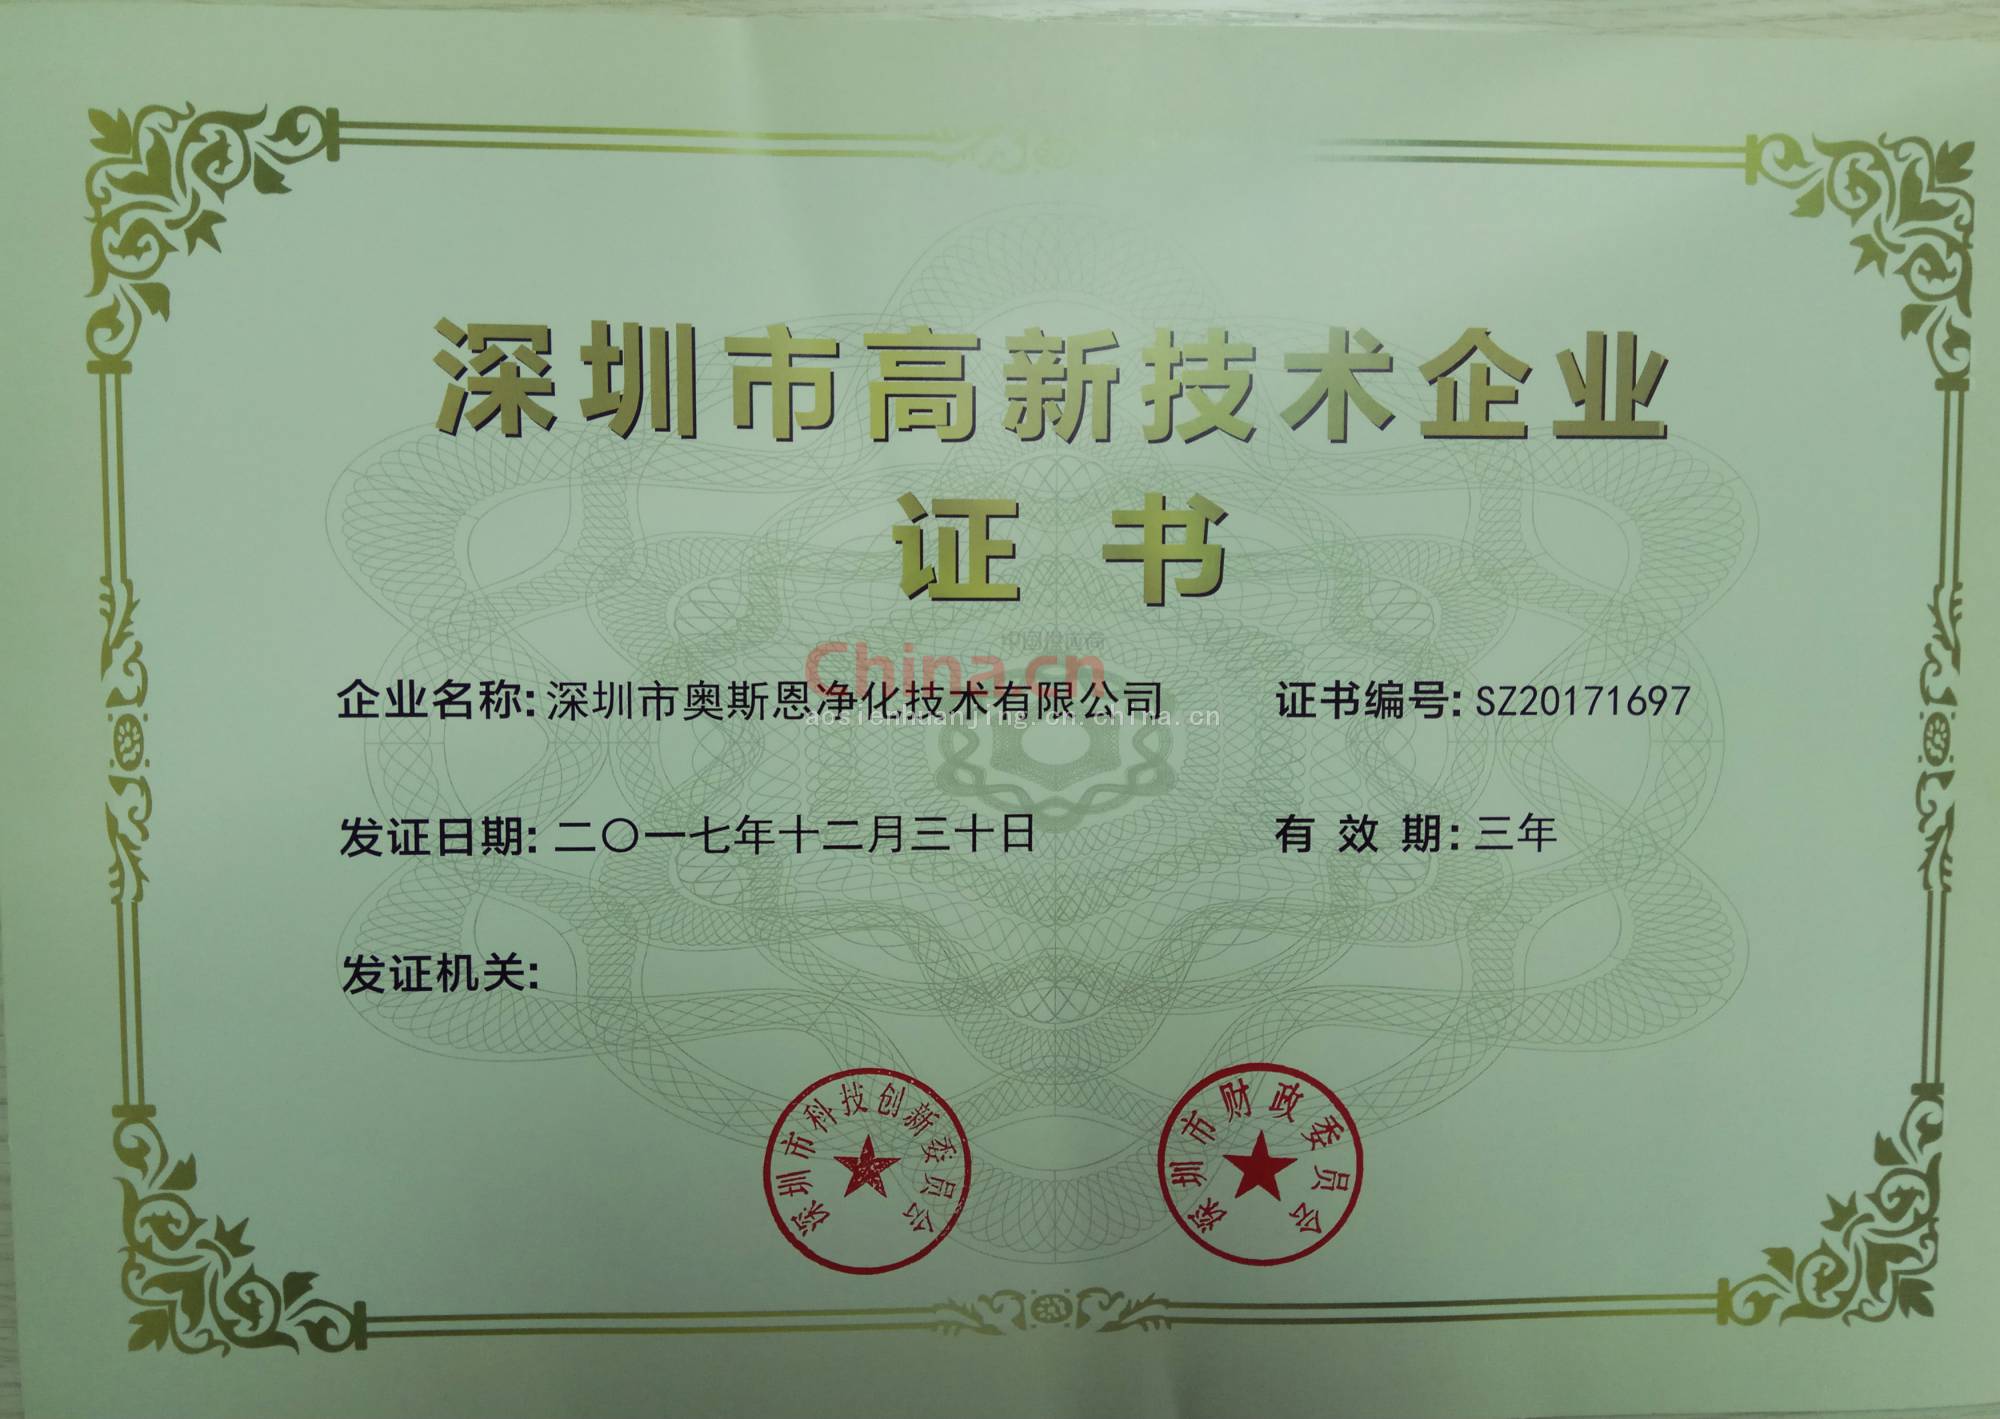 深圳市高新技术企业
证书
企业名称: 深圳市奥斯恩净化技术有限公司 证书编号: SZ20171697
China.cn
aosienhuanjing.cn.china.cn
发证日期: 二〇一七年十二月三十日 有效期: 三年
发证机关:
深圳市科技创新委员会 深圳市财政委员会